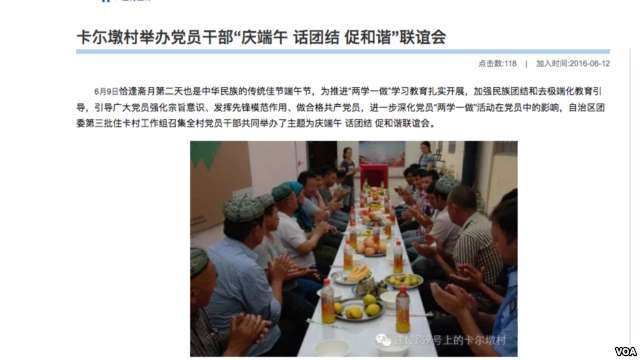 卡尔墩村举办党员干部“庆端午 话团结 促和谐”联谊会
点击数:118 | 加入时间:2016-06-12
6月9日恰逢斋月第二天也是中华民族的传统佳节端午节，为推进“两学一做”学习教育扎实开展，加强民族团结和去极端化教育引
导，引导广大党员强化宗旨意识、发挥先锋模范作用、做合格共产党员，进一步深化党员“两学一做”活动在党员中的影响，自治区团
委第三批住卡村工作组召集全村党员干部共同举办了主题为庆端午 话团结 促和谐联谊会。
号上的卡尔墩村
VOA